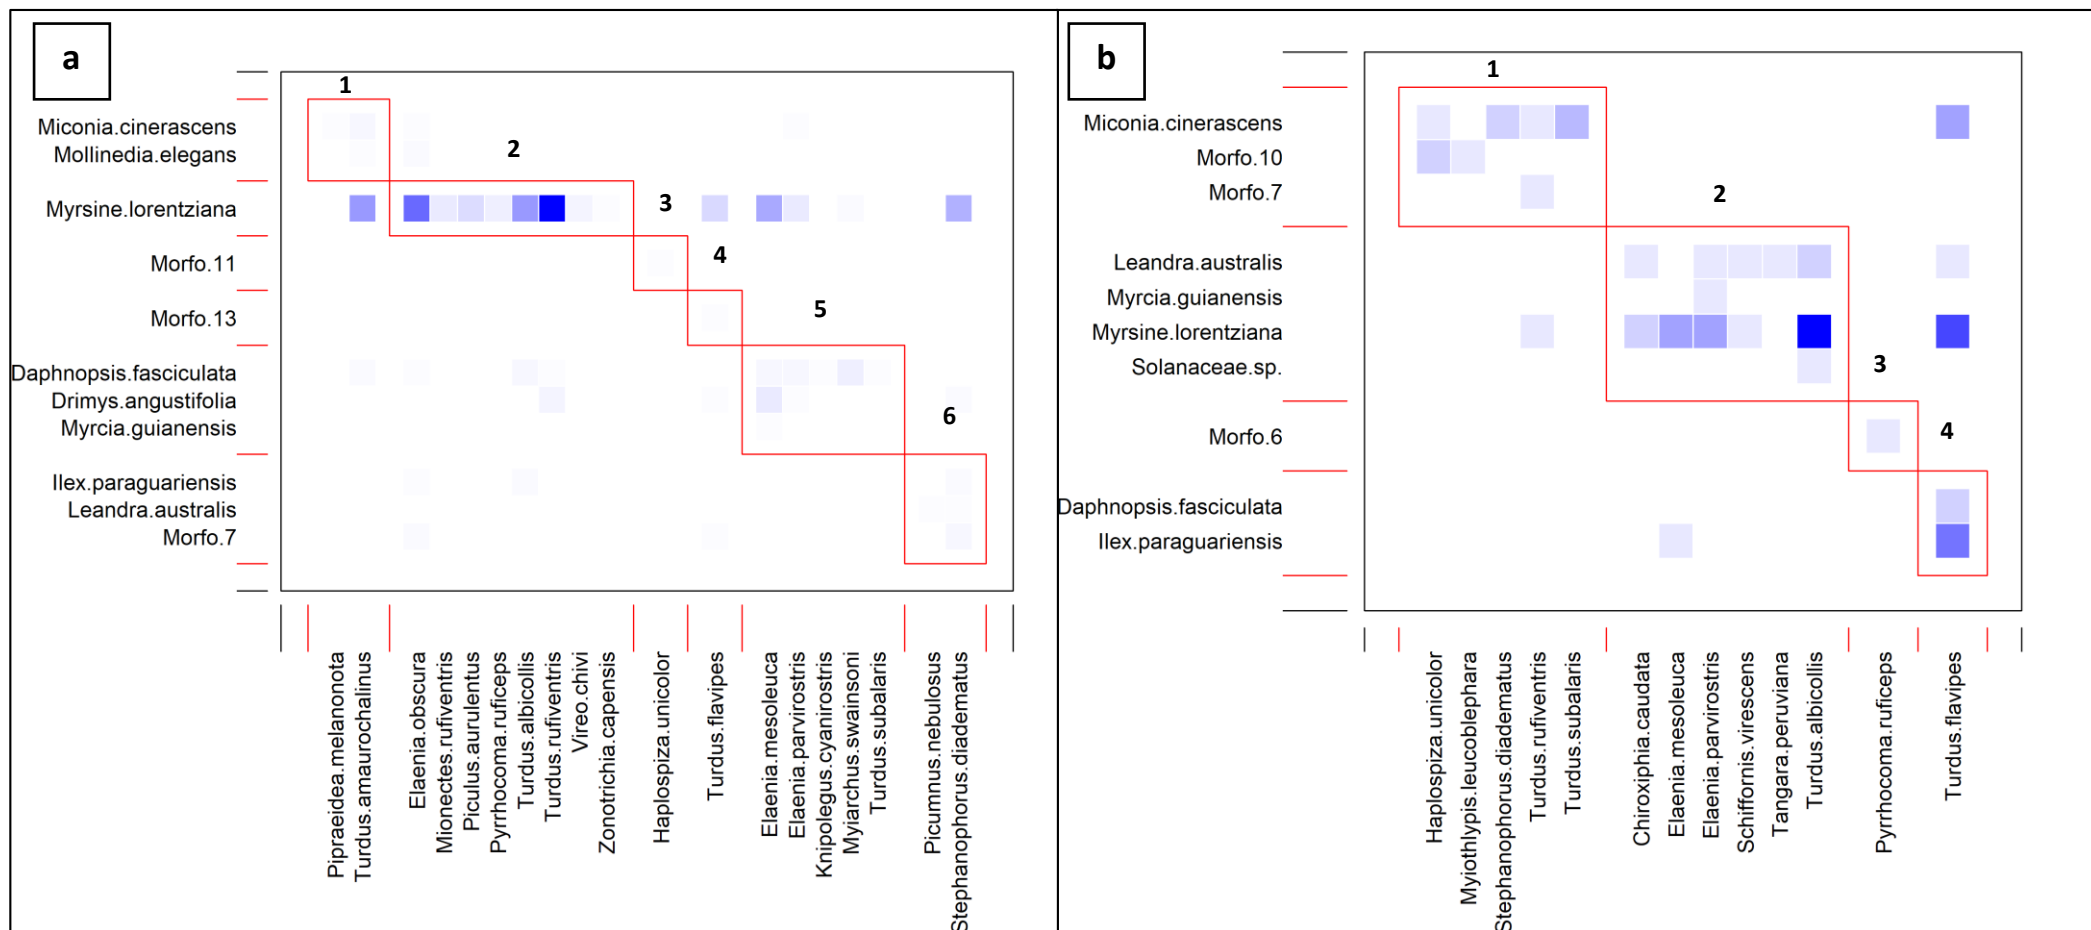 a
1
2
3
4
5
6
Miconia.cinerascens
Mollinedia.elegans
Myrsine.lorentziana
Morfo.11
Morfo.13
Daphnopsis.fasciculata
Drimys.angustifolia
Myrcia.guianensis
Ilex.paraguariensis
Leandra.australis
Morfo.7
Pipraeidea.melanonota
Turdus.amaurochalinus
Elaenia.obscura
Mionectes.rufiventris
Piculus.aurulentus
Pyrrhocoma.ruficeps
Turdus.albicollis
Turdus.rufiventris
Vireo.chivi
Zonotrichia.capensis
Haplospiza.unicolor
Turdus.flavipes
Elaenia.mesoleuca
Elaenia.parvirostris
Knipolegus.cyanirostris
Myiarchus.swainsoni
Turdus.subalaris
Picumnus.nebulosus
Stephanophorus.diadematus
b
1
2
3
4
Miconia.cinerascens
Morfo.10
Morfo.7
Leandra.australis
Myrcia.guianensis
Myrsine.lorentziana
Solanaceae.sp.
Morfo.6
Daphnopsis.fasciculata
Ilex.paraguariensis
Haplospiza.unicolor
Myiothlypis.leucoblephara
Stephanophorus.diadematus
Turdus.rufiventris
Turdus.subalaris
Chiroxiphia.caudata
Elaenia.mesoleuca
Elaenia.parvirostris
Schiffornis.virescens
Tangara.peruviana
Turdus.albicollis
Pyrrhocoma.ruficeps
Turdus.flavipes